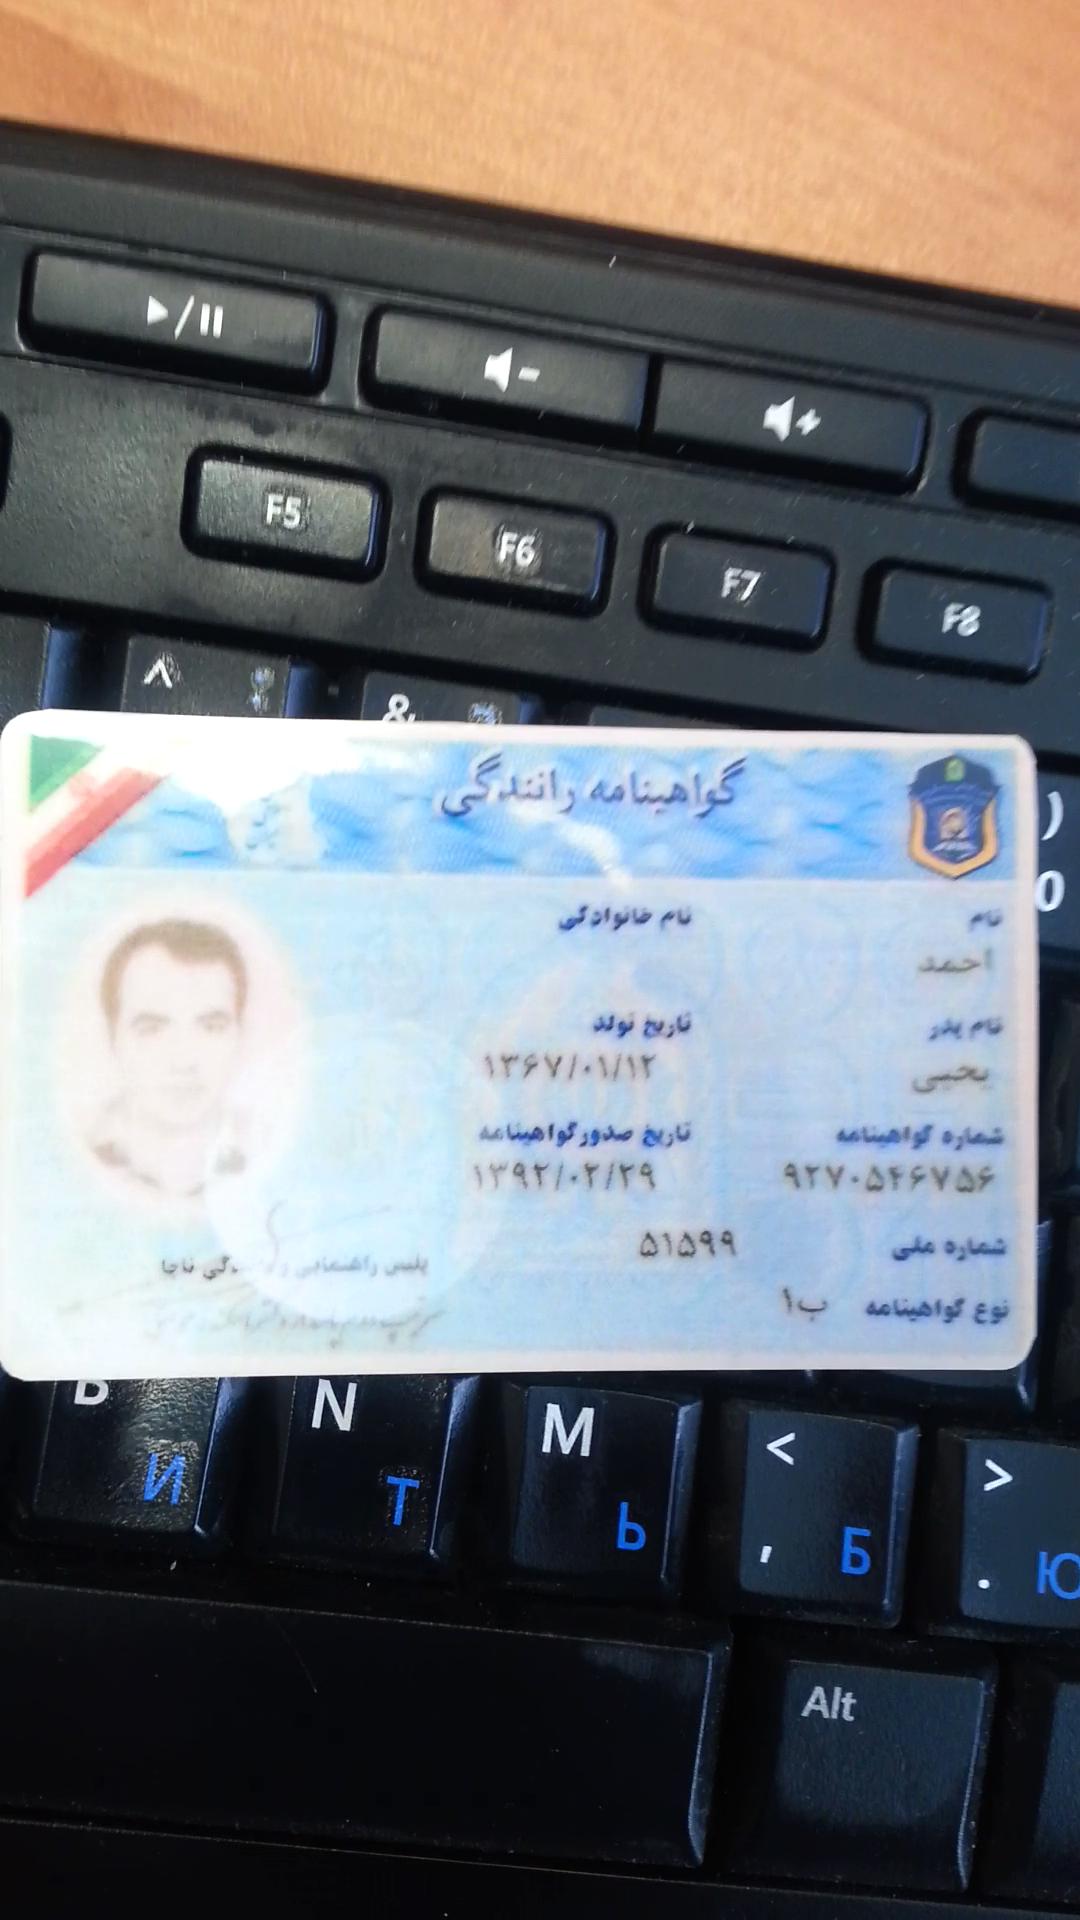 ▶/II
- +
F5 F6 F7 F8
^ &
)
0
گواهینامه رانندگی
نام نام خانوادگی
احمد
نام پدر تاریخ تولد
یحیی ۱۳۶۷/۰۱/۱۲
شماره گواهینامه تاریخ صدور گواهینامه
۹۲۷۰۵۴۶۷۵۶ ۱۳۹۲/۰۲/۲۹
شماره ملی ۵۱۵۹۹
نوع گواهینامه ب۱
پلیس راهنمایی و رانندگی ناجا
B N M < >
И Т Ь , Б . Ю
Alt